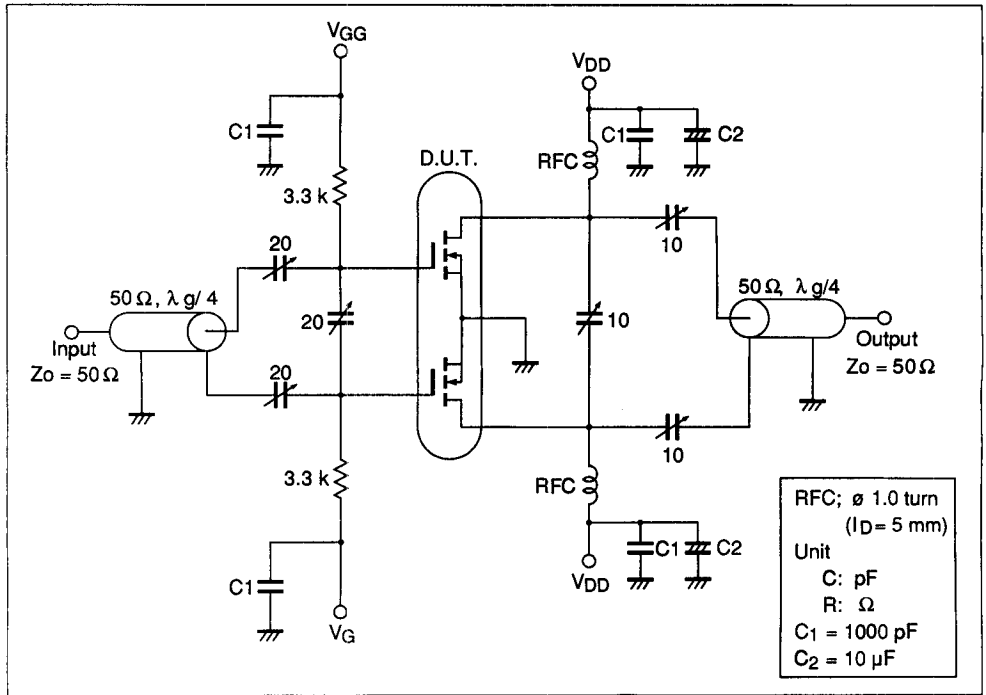 VGG
VDD
C1
C1
C2
D.U.T.
RFC
3.3 k
20
10
50 Ω, λ g/ 4
20
10
50 Ω, λ g/4
Input
Zo = 50 Ω
Output
Zo = 50 Ω
20
10
3.3 k
RFC
C1
C1
C2
VDD
VG
RFC; ø 1.0 turn
(ID= 5 mm)
Unit
C: pF
R: Ω
C1 = 1000 pF
C2 = 10 µF